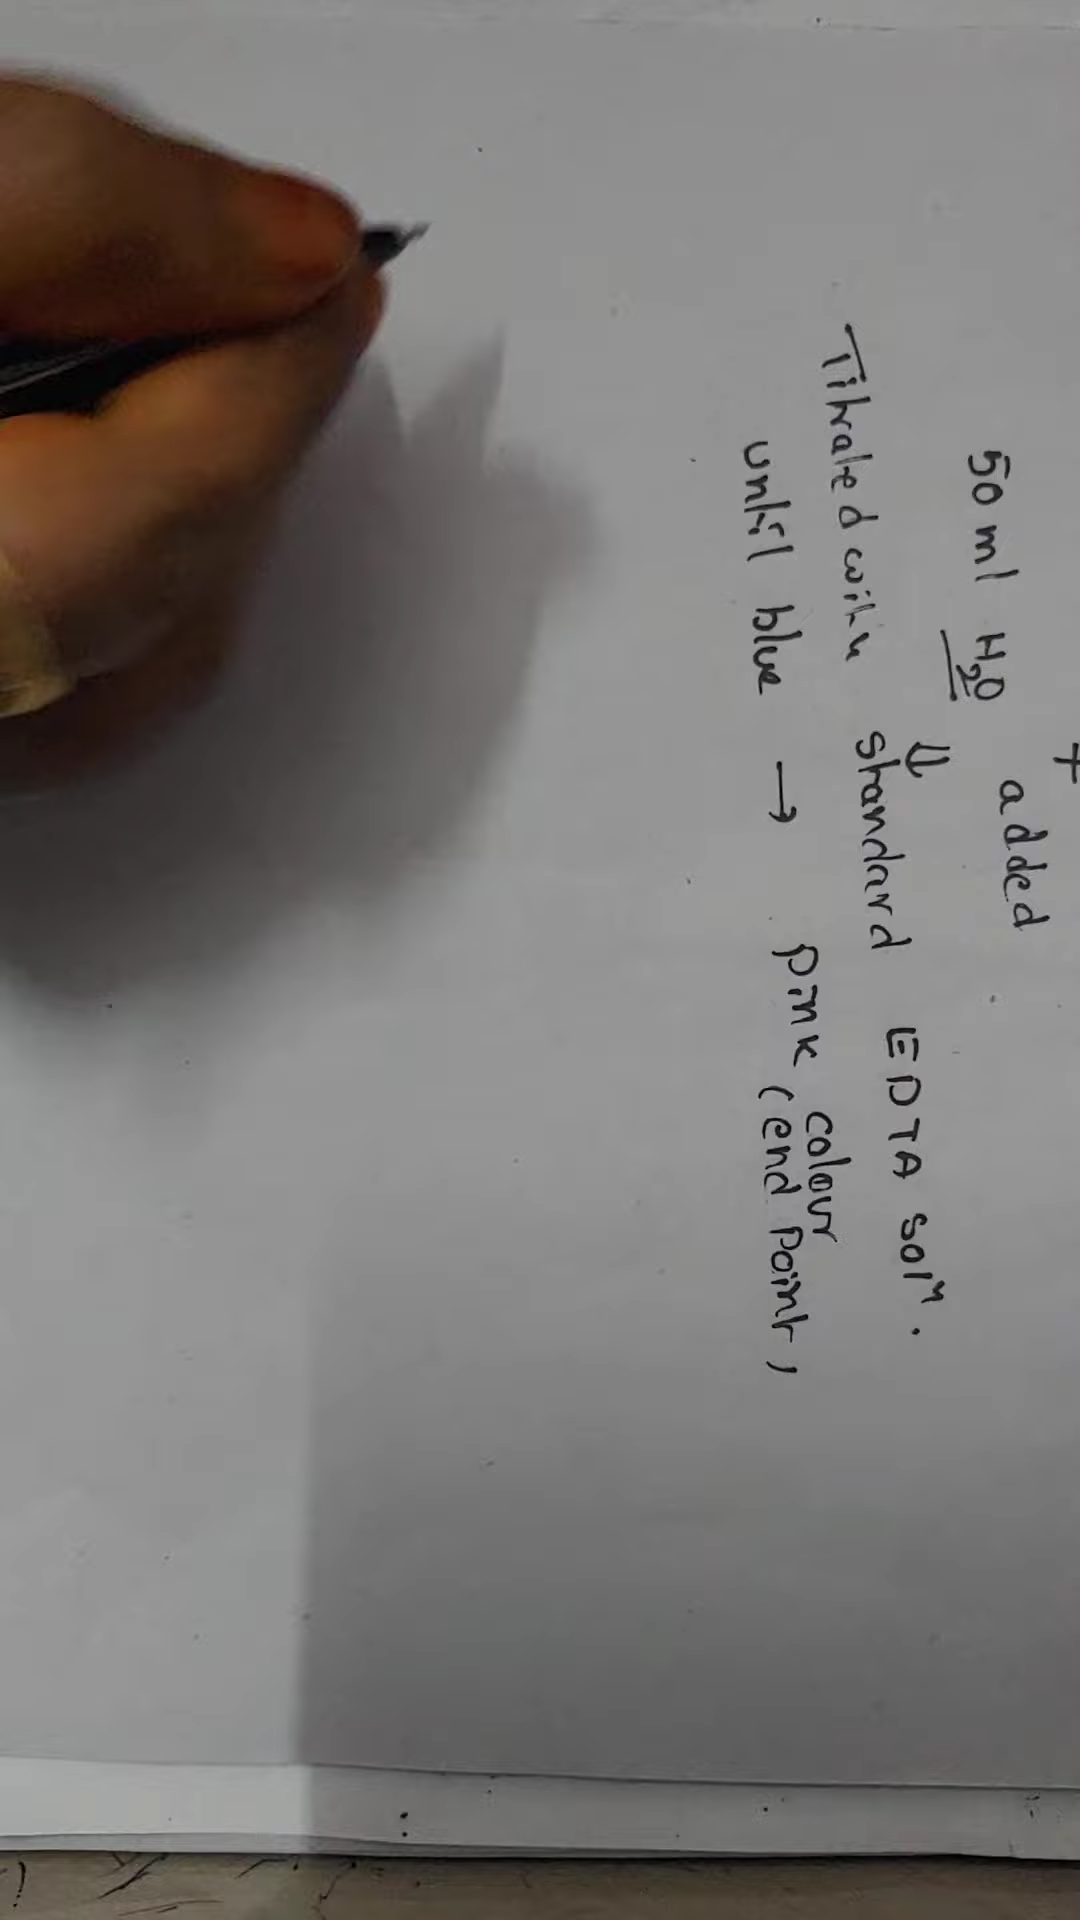 +
50 ml H2O added
⇓
Titrated with standard EDTA solⁿ.
until blue → pink colour
(end point)